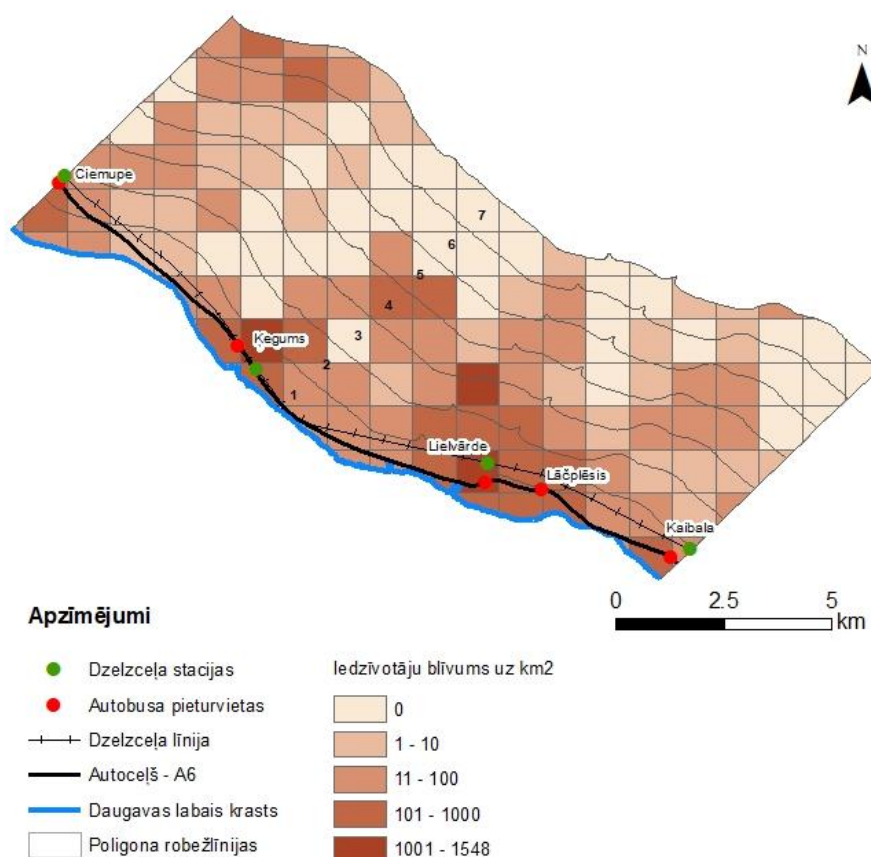 N
Ciemupe
7
6
5
4
3
Ķegums
2
1
Lielvārde
Lāčplēsis
Kaibala
0 2.5 5
km
Apzīmējumi
Dzelzceļa stacijas
Autobusa pieturvietas
Dzelzceļa līnija
Autoceļš - A6
Daugavas labais krasts
Poligona robežlīnijas
Iedzīvotāju blīvums uz km2
0
1 - 10
11 - 100
101 - 1000
1001 - 1548